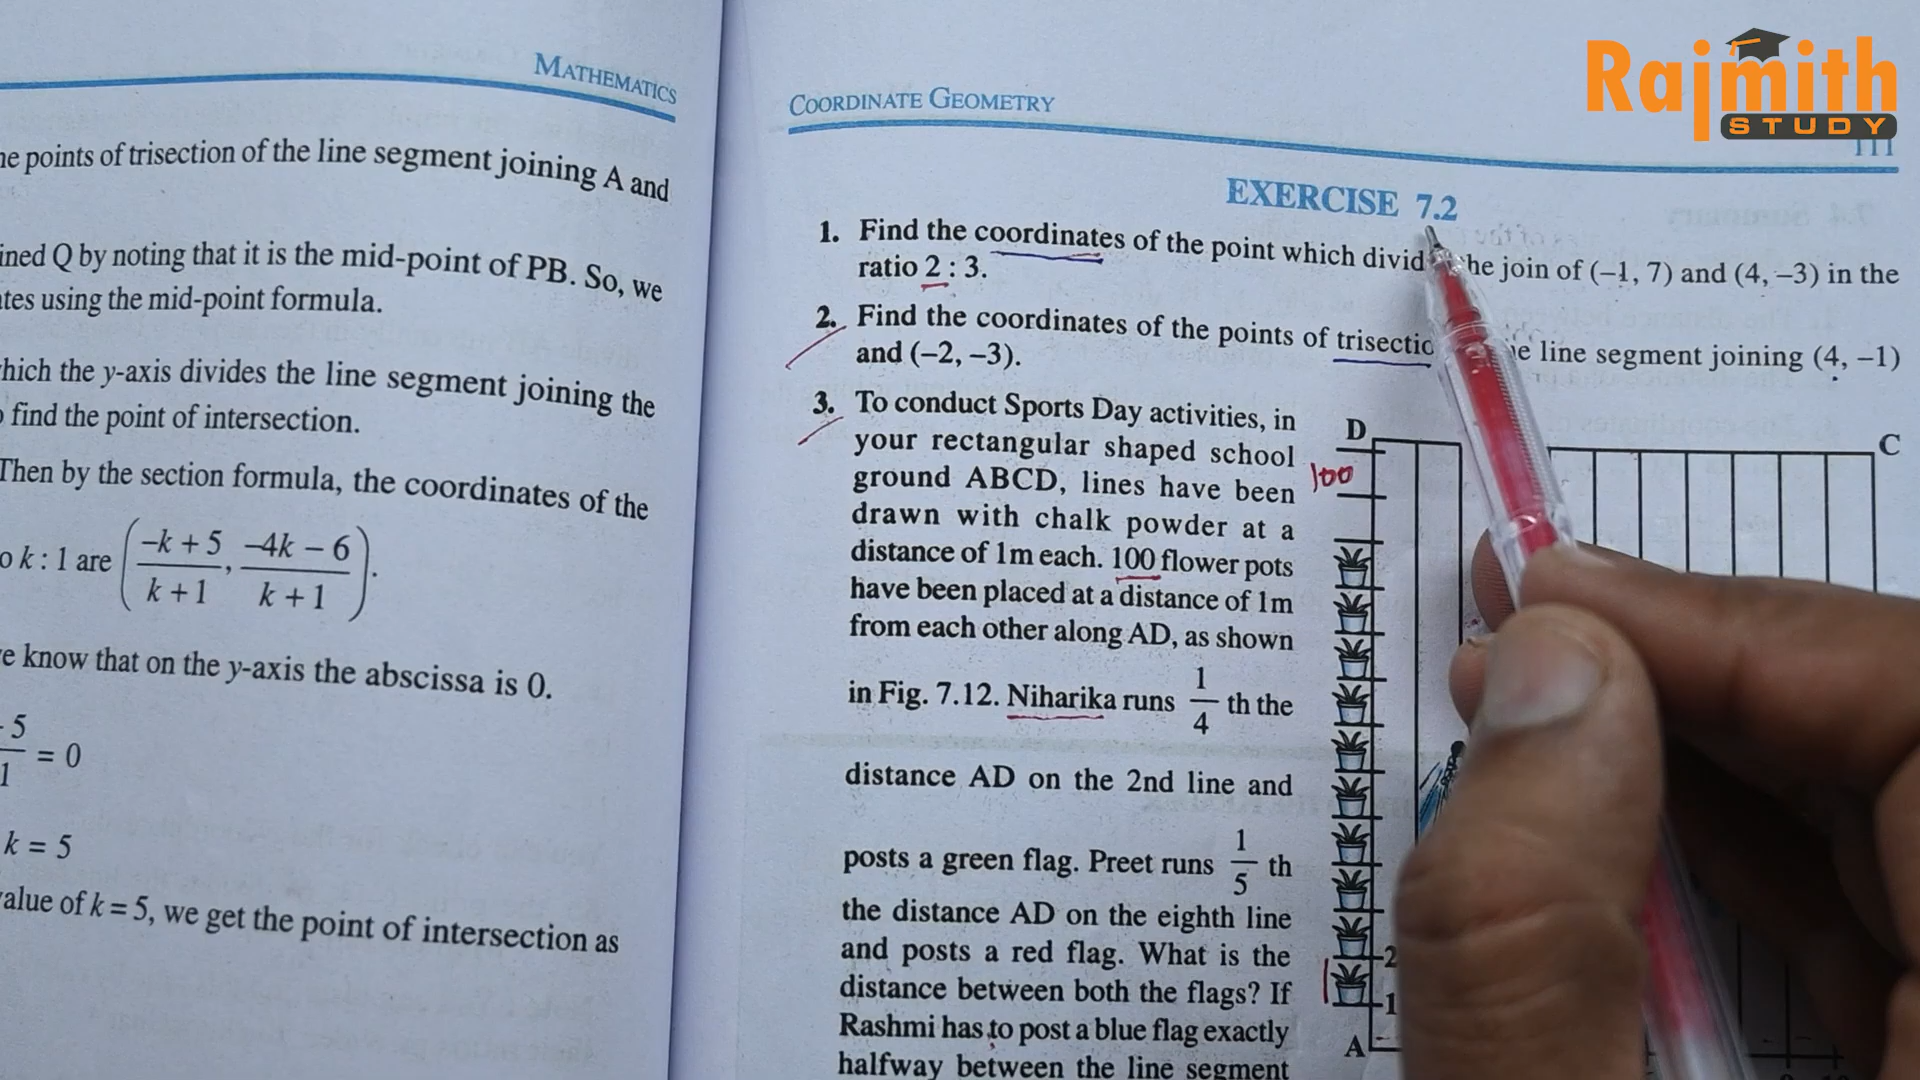 MATHEMATICS
he points of trisection of the line segment joining A and
ined Q by noting that it is the mid-point of PB. So, we
tes using the mid-point formula.
hich the y-axis divides the line segment joining the
find the point of intersection.
Then by the section formula, the coordinates of the
o k : 1 are (–k + 5 / k + 1, –4k – 6 / k + 1).
e know that on the y-axis the abscissa is 0.
5 / 1 = 0
k = 5
alue of k = 5, we get the point of intersection as
Rajmith
STUDY
COORDINATE GEOMETRY
111
EXERCISE 7.2
1. Find the coordinates of the point which divid he join of (–1, 7) and (4, –3) in the
ratio 2 : 3.
2. Find the coordinates of the points of trisectio e line segment joining (4, –1)
and (–2, –3).
3. To conduct Sports Day activities, in
your rectangular shaped school
ground ABCD, lines have been
drawn with chalk powder at a
distance of 1m each. 100 flower pots
have been placed at a distance of 1m
from each other along AD, as shown
in Fig. 7.12. Niharika runs 1/4 th the
distance AD on the 2nd line and
posts a green flag. Preet runs 1/5 th
the distance AD on the eighth line
and posts a red flag. What is the
distance between both the flags? If
Rashmi has to post a blue flag exactly
halfway between the line segment
D
C
100
2
1
A